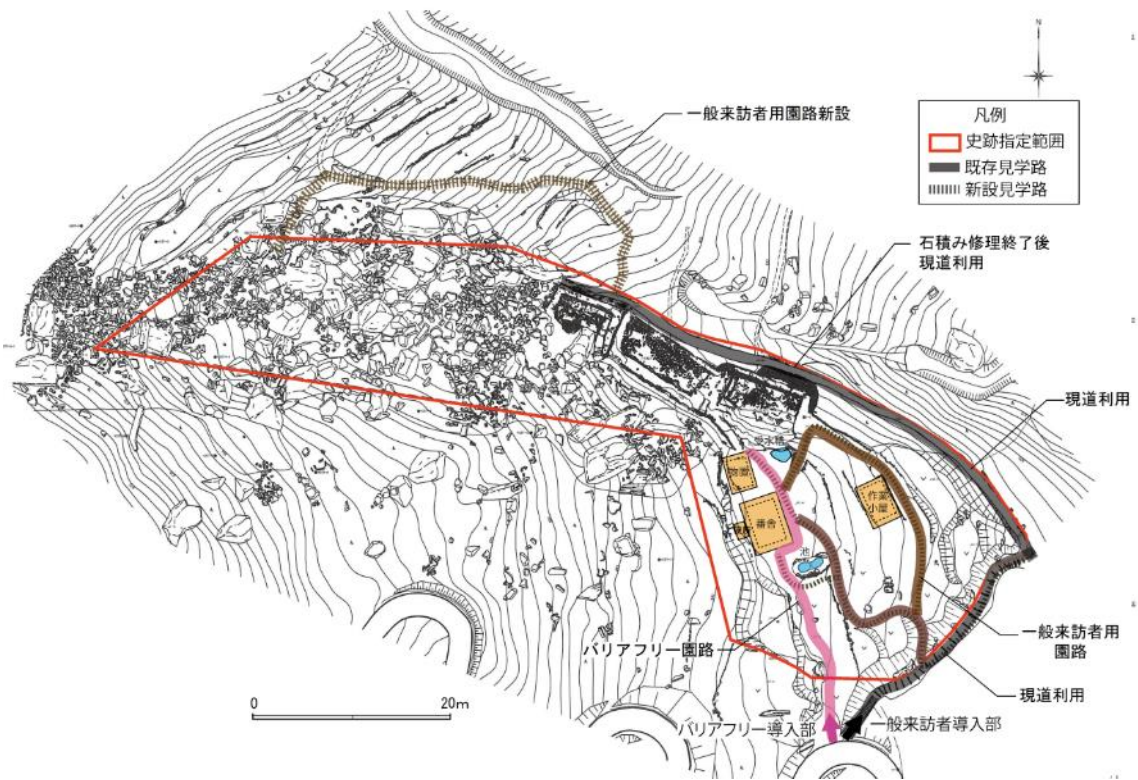 N
一般来訪者用園路新設
凡例
史跡指定範囲
既存見学路
新設見学路
石積み修理終了後
現道利用
現道利用
受水槽
作業
小屋
番舎
池
一般来訪者用
園路
バリアフリー園路
現道利用
0 20m
バリアフリー導入部
一般来訪者導入部